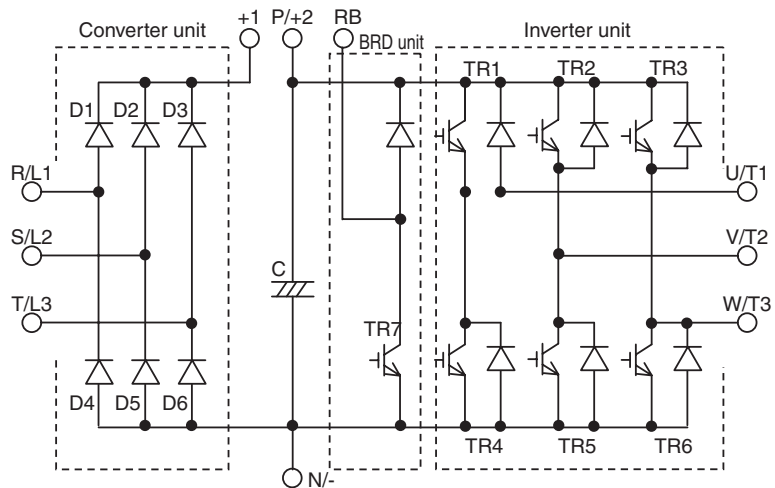 +1 P/+2 RB
Converter unit
BRD unit
Inverter unit
TR1 TR2 TR3
D1 D2 D3
R/L1
U/T1
S/L2
V/T2
C
T/L3
W/T3
TR7
D4 D5 D6
TR4 TR5 TR6
N/-